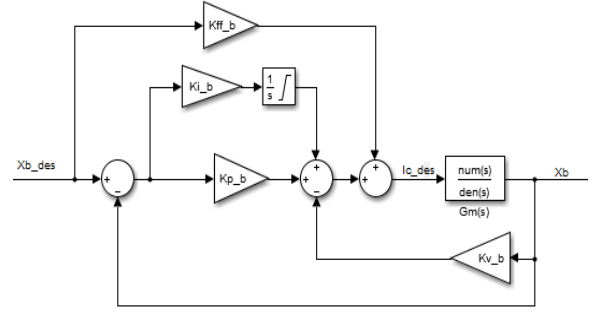 Kff_b
Ki_b
1
s
Xb_des
+
−
Kp_b
+
+
−
+
+
Ic_des
num(s)
den(s)
Gm(s)
Xb
Kv_b